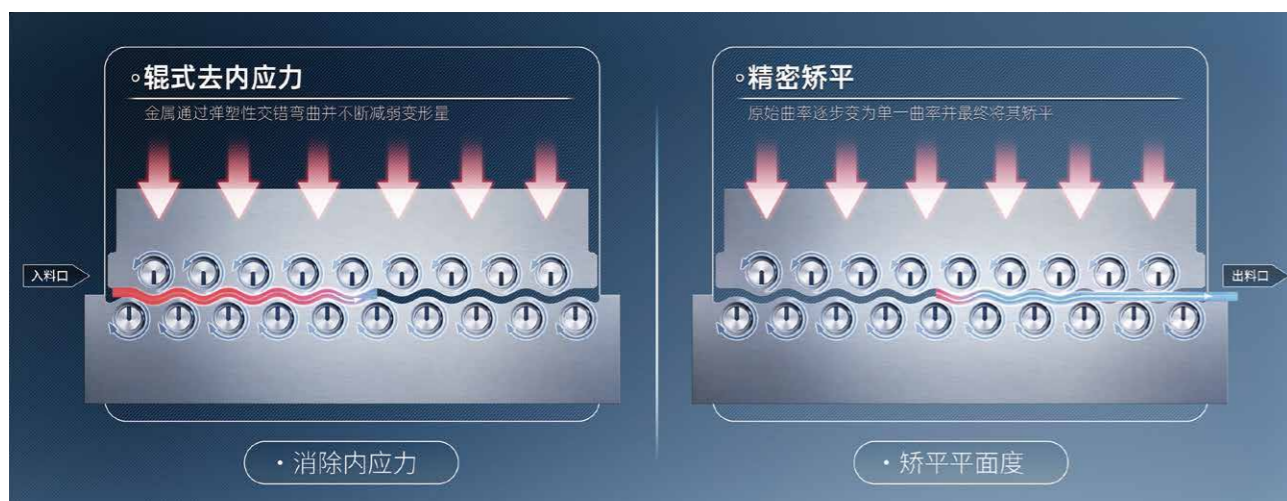 辊式去内应力
金属通过弹塑性交错弯曲并不断减弱变形量
入料口
·消除内应力
精密矫平
原始曲率逐步变为单一曲率并最终将其矫平
出料口
·矫平平面度